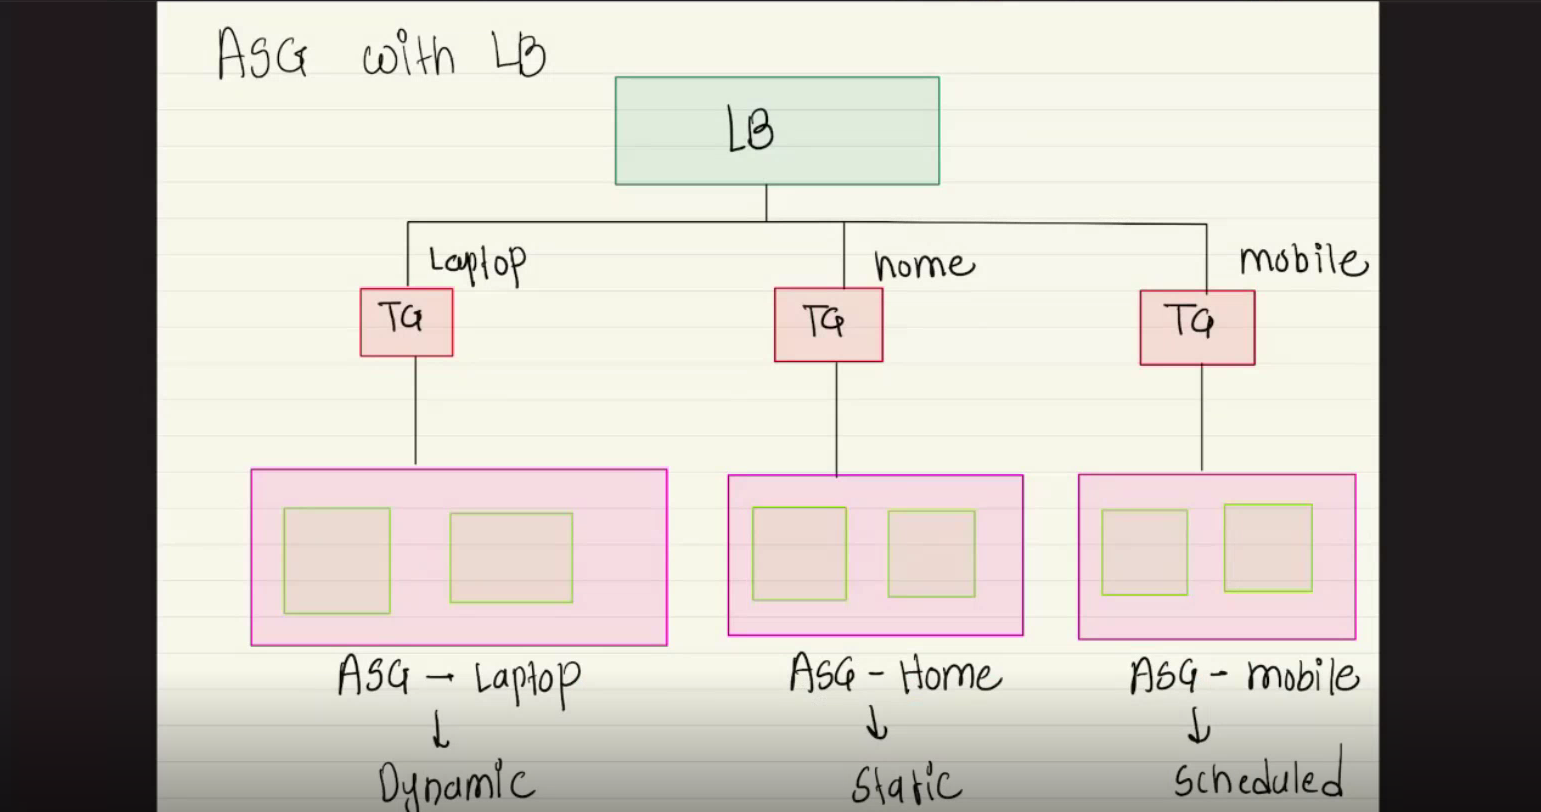 ASG with LB
LB
Laptop
home
mobile
TG
TG
TG
ASG - Laptop
ASG - Home
ASG - mobile
↓
↓
↓
Dynamic
Static
Scheduled